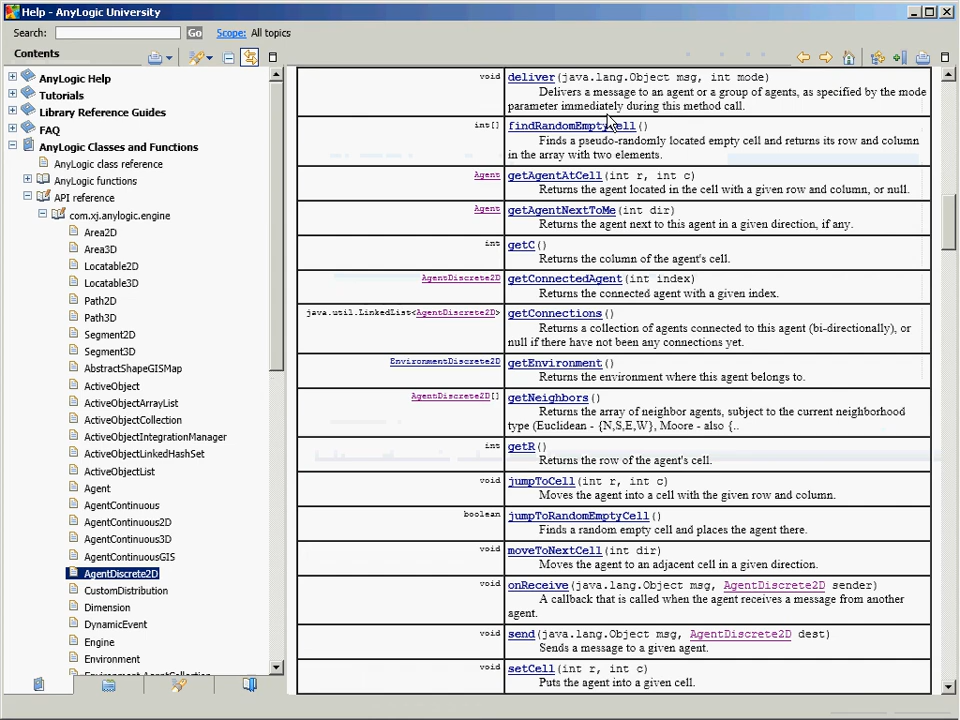 Help - AnyLogic University
Search:
Go
Scope: All topics
Contents
AnyLogic Help
Tutorials
Library Reference Guides
FAQ
AnyLogic Classes and Functions
AnyLogic class reference
AnyLogic functions
API reference
com.xj.anylogic.engine
Area2D
Area3D
Locatable2D
Locatable3D
Path2D
Path3D
Segment2D
Segment3D
AbstractShapeGISMap
ActiveObject
ActiveObjectArrayList
ActiveObjectCollection
ActiveObjectIntegrationManager
ActiveObjectLinkedHashSet
ActiveObjectList
Agent
AgentContinuous
AgentContinuous2D
AgentContinuous3D
AgentContinuousGIS
AgentDiscrete2D
CustomDistribution
Dimension
DynamicEvent
Engine
Environment
void deliver(java.lang.Object msg, int mode)
Delivers a message to an agent or a group of agents, as specified by the mode
parameter immediately during this method call.
int[] findRandomEmptyCell()
Finds a pseudo-randomly located empty cell and returns its row and column
in the array with two elements.
Agent getAgentAtCell(int r, int c)
Returns the agent located in the cell with a given row and column, or null.
Agent getAgentNextToMe(int dir)
Returns the agent next to this agent in a given direction, if any.
int getC()
Returns the column of the agent's cell.
AgentDiscrete2D getConnectedAgent(int index)
Returns the connected agent with a given index.
java.util.LinkedList<AgentDiscrete2D> getConnections()
Returns a collection of agents connected to this agent (bi-directionally), or
null if there have not been any connections yet.
EnvironmentDiscrete2D getEnvironment()
Returns the environment where this agent belongs to.
AgentDiscrete2D[] getNeighbors()
Returns the array of neighbor agents, subject to the current neighborhood
type (Euclidean - {N,S,E,W}, Moore - also {..
int getR()
Returns the row of the agent's cell.
void jumpToCell(int r, int c)
Moves the agent into a cell with the given row and column.
boolean jumpToRandomEmptyCell()
Finds a random empty cell and places the agent there.
void moveToNextCell(int dir)
Moves the agent to an adjacent cell in a given direction.
void onReceive(java.lang.Object msg, AgentDiscrete2D sender)
A callback that is called when the agent receives a message from another
agent.
void send(java.lang.Object msg, AgentDiscrete2D dest)
Sends a message to a given agent.
void setCell(int r, int c)
Puts the agent into a given cell.